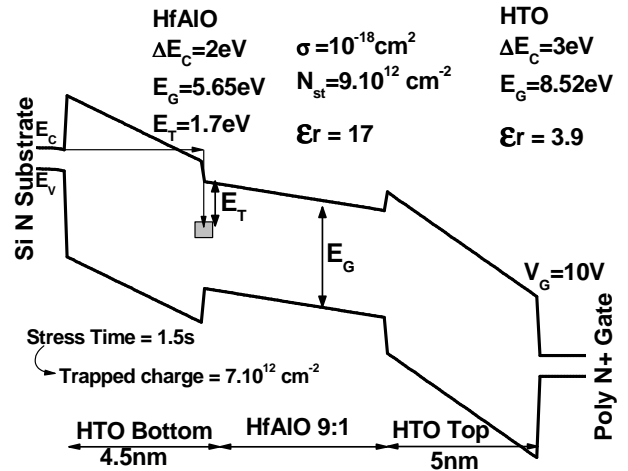 HfAlO
HTO
ΔE_C=2eV
σ=10^-18cm^2
ΔE_C=3eV
E_G=5.65eV
N_st=9.10^12 cm^-2
E_G=8.52eV
E_T=1.7eV
εr = 17
εr = 3.9
Si N Substrate
E_C
E_V
E_T
E_G
V_G=10V
Poly N+ Gate
Stress Time = 1.5s
Trapped charge = 7.10^12 cm^-2
HTO Bottom
HfAlO 9:1
HTO Top
4.5nm
5nm